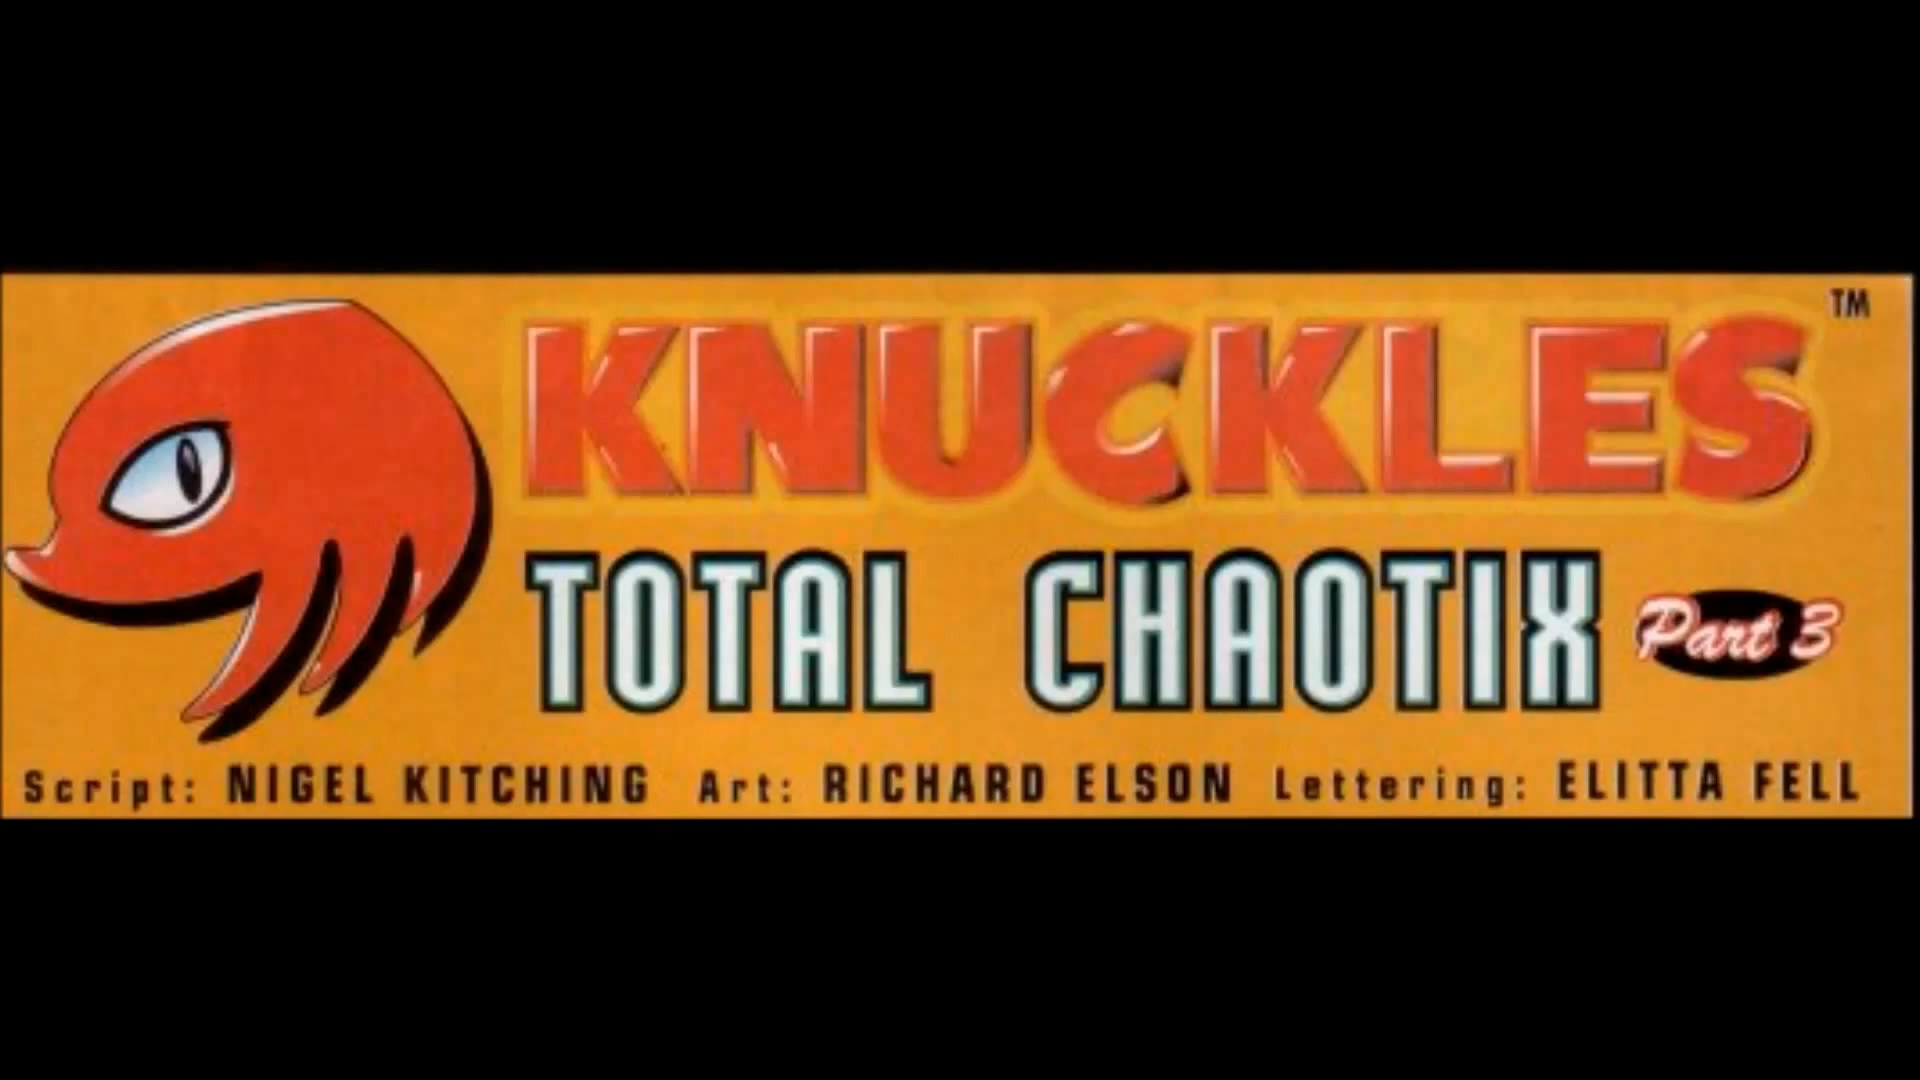 KNUCKLES™
TOTAL CHAOTIX Part 3
Script: NIGEL KITCHING Art: RICHARD ELSON Lettering: ELITTA FELL